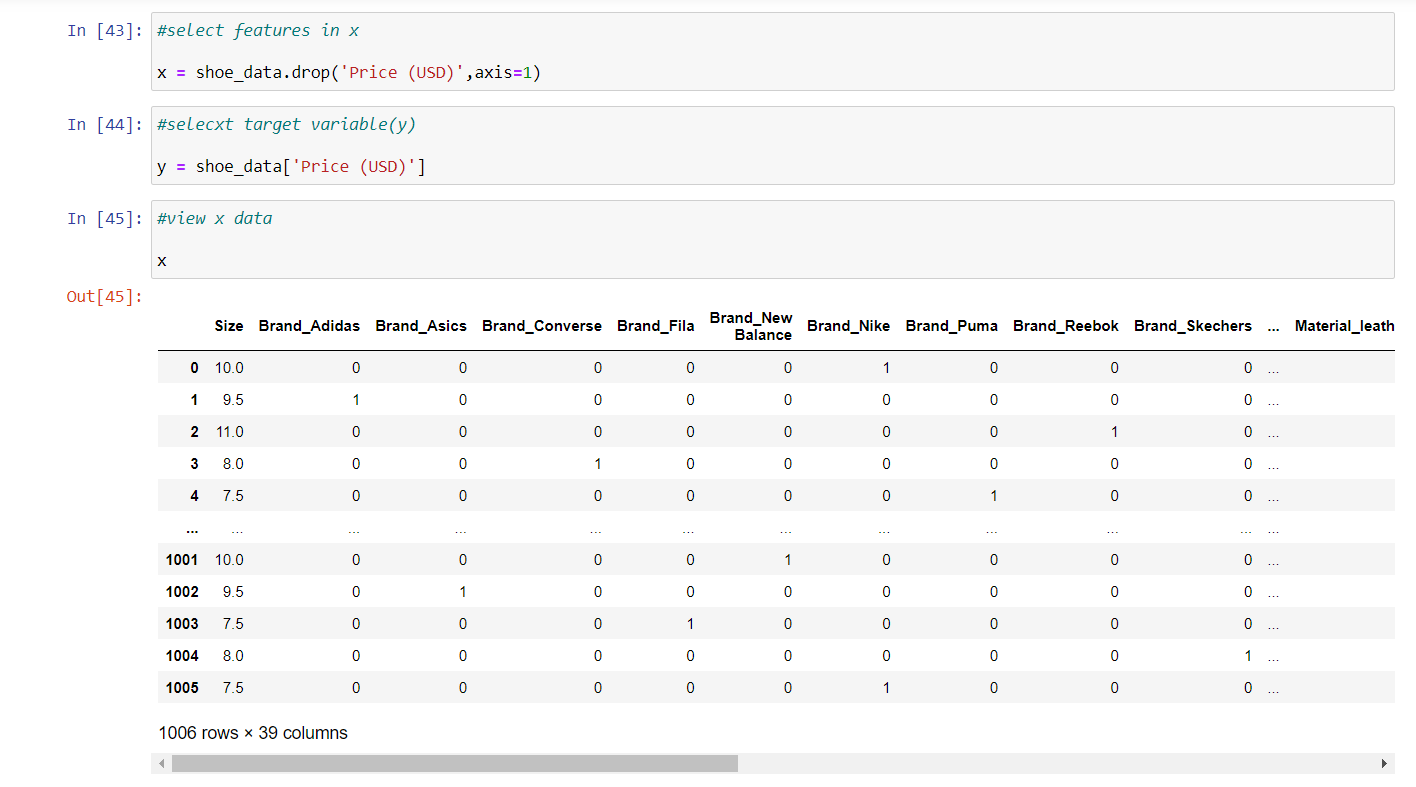 In [43]: #select features in x
x = shoe_data.drop('Price (USD)',axis=1)
In [44]: #selecxt target variable(y)
y = shoe_data['Price (USD)']
In [45]: #view x data
x
Out[45]:
Size Brand_Adidas Brand_Asics Brand_Converse Brand_Fila Brand_New Balance Brand_Nike Brand_Puma Brand_Reebok Brand_Skechers ... Material_leath
0 10.0 0 0 0 0 0 1 0 0 0 ...
1 9.5 1 0 0 0 0 0 0 0 0 ...
2 11.0 0 0 0 0 0 0 0 1 0 ...
3 8.0 0 0 1 0 0 0 0 0 0 ...
4 7.5 0 0 0 0 0 0 1 0 0 ...
... ... ... ... ... ... ... ... ... ... ... ...
1001 10.0 0 0 0 0 1 0 0 0 0 ...
1002 9.5 0 1 0 0 0 0 0 0 0 ...
1003 7.5 0 0 0 1 0 0 0 0 0 ...
1004 8.0 0 0 0 0 0 0 0 0 1 ...
1005 7.5 0 0 0 0 0 1 0 0 0 ...
1006 rows × 39 columns